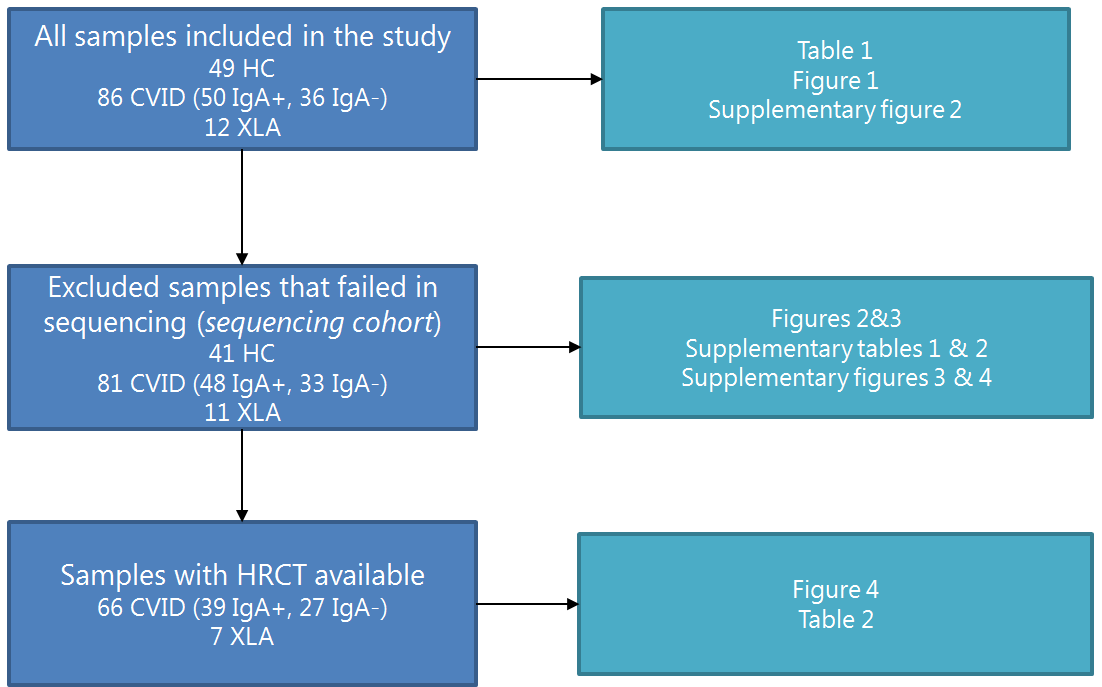 All samples included in the study
49 HC
86 CVID (50 IgA+, 36 IgA-)
12 XLA
Table 1
Figure 1
Supplementary figure 2
Excluded samples that failed in
sequencing (sequencing cohort)
41 HC
81 CVID (48 IgA+, 33 IgA-)
11 XLA
Figures 2&3
Supplementary tables 1 & 2
Supplementary figures 3 & 4
Samples with HRCT available
66 CVID (39 IgA+, 27 IgA-)
7 XLA
Figure 4
Table 2